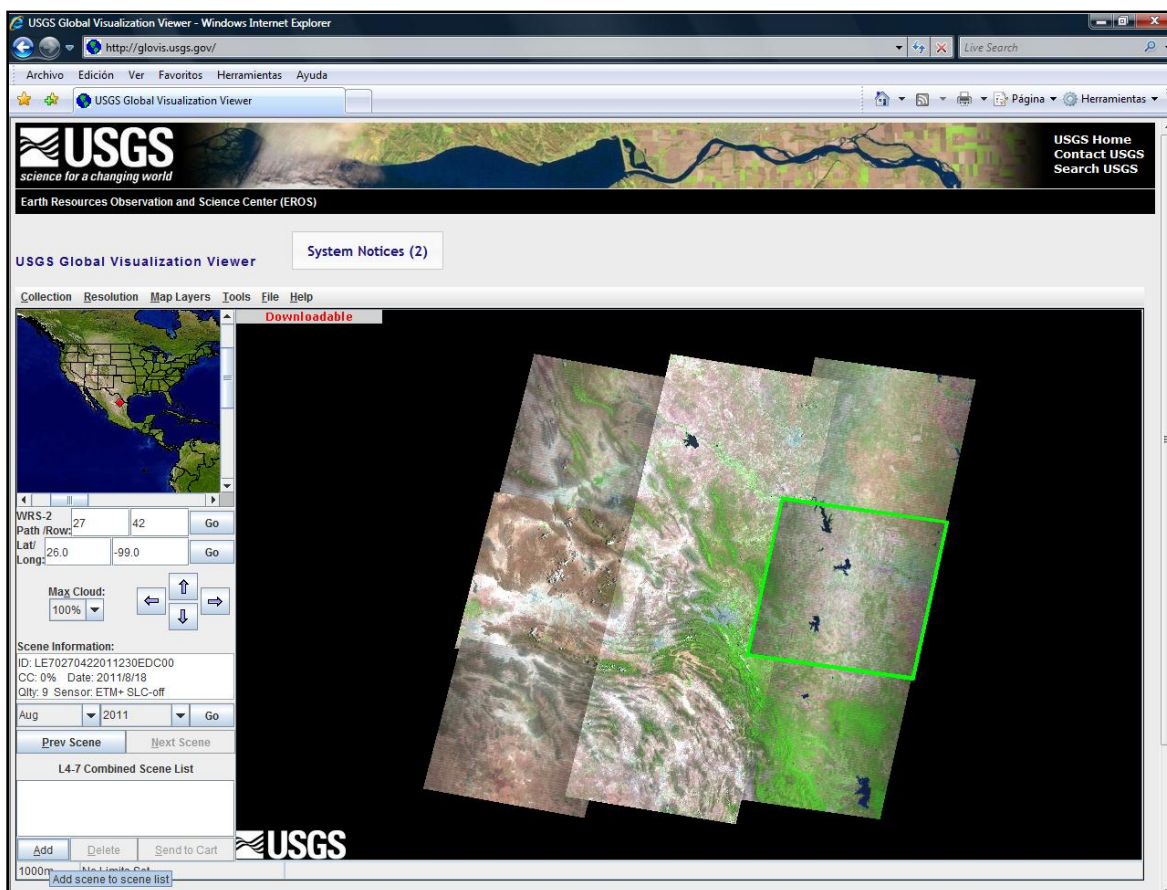 USGS Global Visualization Viewer - Windows Internet Explorer
http://glovis.usgs.gov/
Live Search
Archivo Edición Ver Favoritos Herramientas Ayuda
USGS Global Visualization Viewer
Página Herramientas
USGS
science for a changing world
USGS Home
Contact USGS
Search USGS
Earth Resources Observation and Science Center (EROS)
System Notices (2)
USGS Global Visualization Viewer
Collection Resolution Map Layers Tools File Help
Downloadable
WRS-2
Path /Row: 27 42 Go
Lat/
Long: 26.0 -99.0 Go
Max Cloud:
100%
Scene Information:
ID: LE70270422011230EDC00
CC: 0% Date: 2011/8/18
Qlty: 9 Sensor: ETM+ SLC-off
Aug 2011 Go
Prev Scene Next Scene
L4-7 Combined Scene List
Add Delete Send to Cart
USGS
1000m No Limits Set
Add scene to scene list